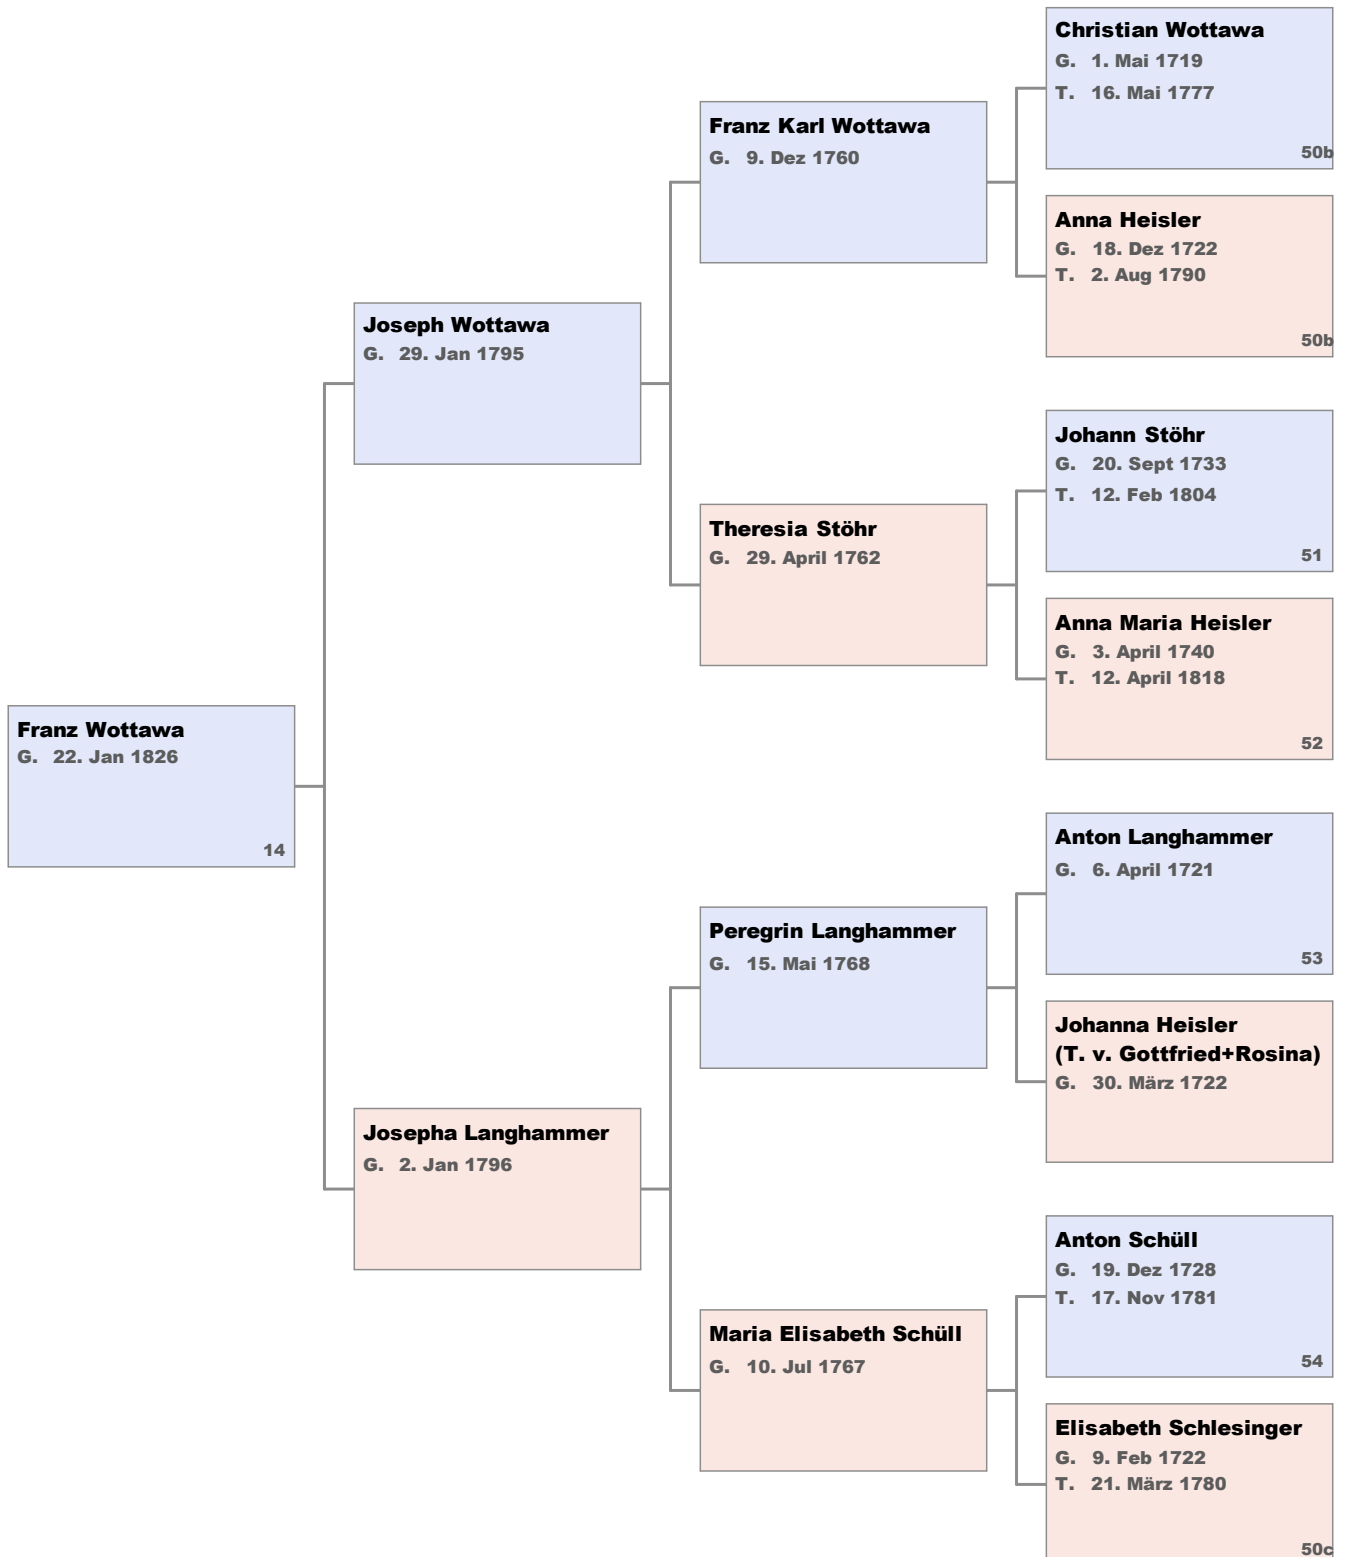 Christian Wottawa
G. 1. Mai 1719
T. 16. Mai 1777
50b
Franz Karl Wottawa
G. 9. Dez 1760
Anna Heisler
G. 18. Dez 1722
T. 2. Aug 1790
50b
Joseph Wottawa
G. 29. Jan 1795
Johann Stöhr
G. 20. Sept 1733
T. 12. Feb 1804
51
Theresia Stöhr
G. 29. April 1762
Anna Maria Heisler
G. 3. April 1740
T. 12. April 1818
52
Franz Wottawa
G. 22. Jan 1826
14
Anton Langhammer
G. 6. April 1721
53
Peregrin Langhammer
G. 15. Mai 1768
Johanna Heisler
(T. v. Gottfried+Rosina)
G. 30. März 1722
Josepha Langhammer
G. 2. Jan 1796
Anton Schüll
G. 19. Dez 1728
T. 17. Nov 1781
54
Maria Elisabeth Schüll
G. 10. Jul 1767
Elisabeth Schlesinger
G. 9. Feb 1722
T. 21. März 1780
50c